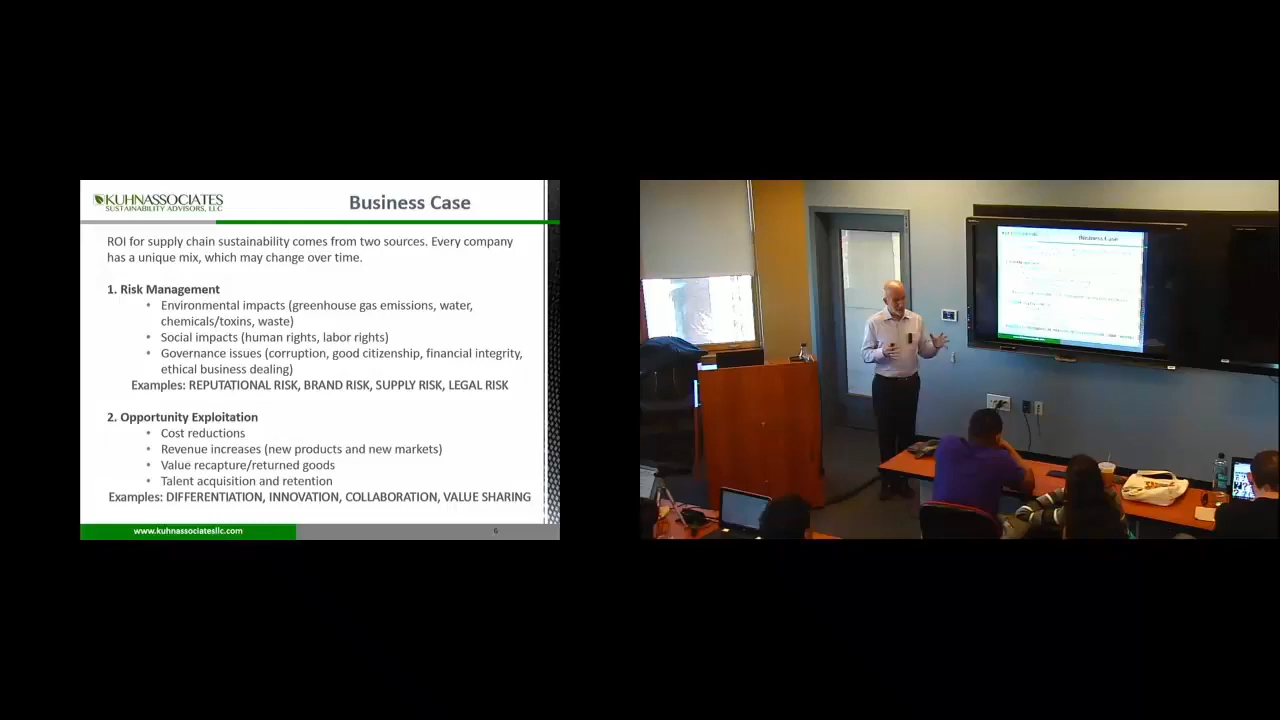 KUHNASSOCIATES
SUSTAINABILITY ADVISORS, LLC
Business Case
ROI for supply chain sustainability comes from two sources. Every company
has a unique mix, which may change over time.
1. Risk Management
• Environmental impacts (greenhouse gas emissions, water,
chemicals/toxins, waste)
• Social impacts (human rights, labor rights)
• Governance issues (corruption, good citizenship, financial integrity,
ethical business dealing)
Examples: REPUTATIONAL RISK, BRAND RISK, SUPPLY RISK, LEGAL RISK
2. Opportunity Exploitation
• Cost reductions
• Revenue increases (new products and new markets)
• Value recapture/returned goods
• Talent acquisition and retention
Examples: DIFFERENTIATION, INNOVATION, COLLABORATION, VALUE SHARING
www.kuhnassociatesllc.com
6
Business Case